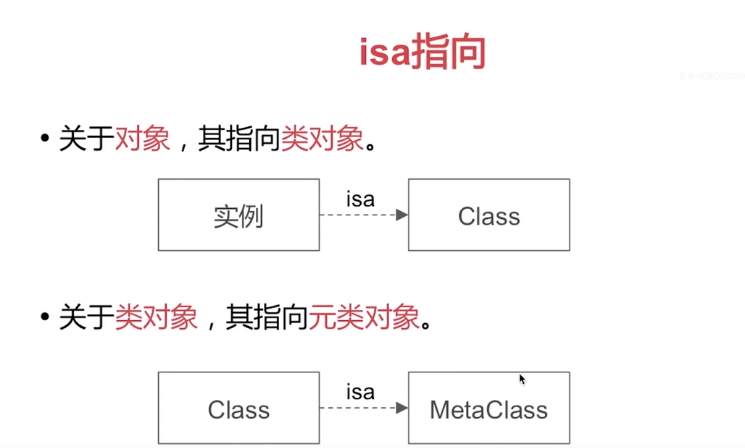 isa指向
• 关于对象，其指向类对象。
实例
isa
Class
• 关于类对象，其指向元类对象。
Class
isa
MetaClass